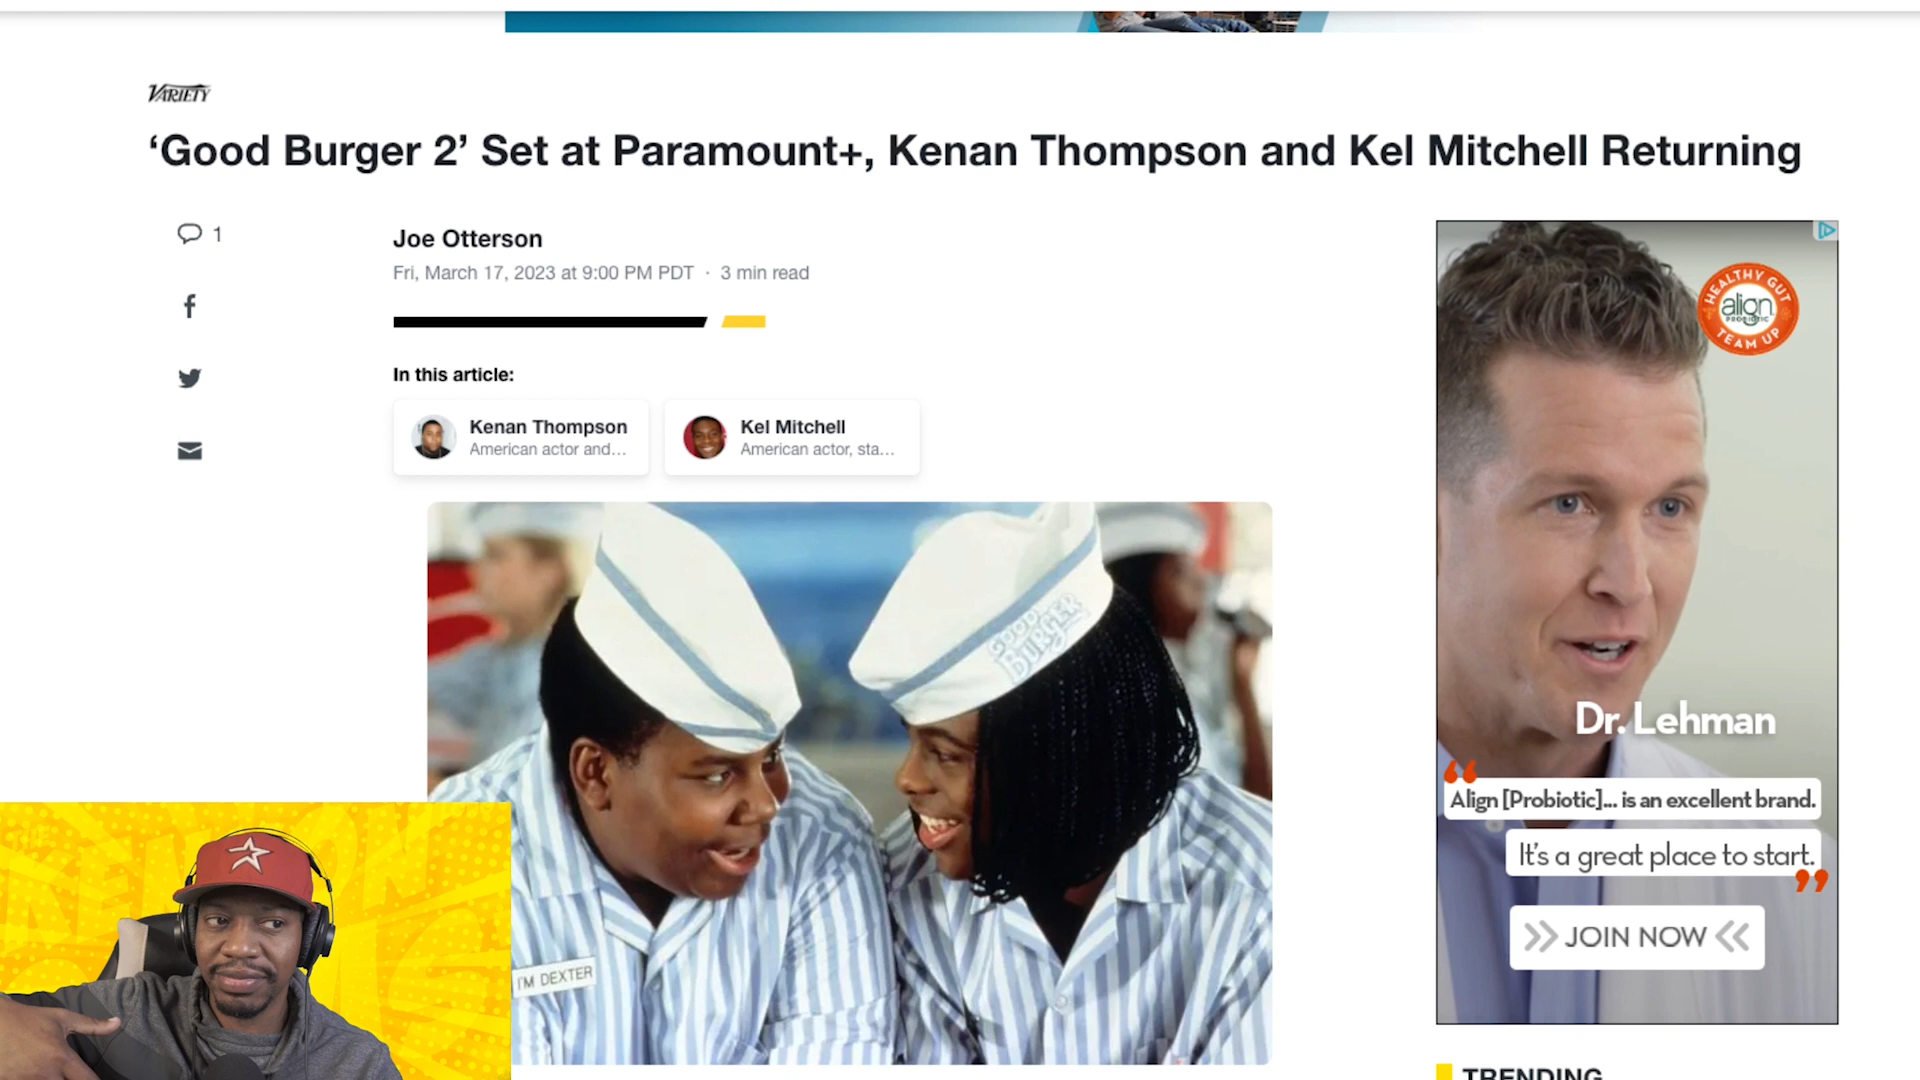 VARIETY
‘Good Burger 2’ Set at Paramount+, Kenan Thompson and Kel Mitchell Returning
1
Joe Otterson
Fri, March 17, 2023 at 9:00 PM PDT · 3 min read
In this article:
Kenan Thompson
American actor and...
Kel Mitchell
American actor, sta...
GOOD
BURGER
I'M DEXTER
HEALTHY GUT
align
PROBIOTIC
TEAM UP
Dr. Lehman
“Align [Probiotic]... is an excellent brand.
It's a great place to start.”
>> JOIN NOW <<
TRENDING